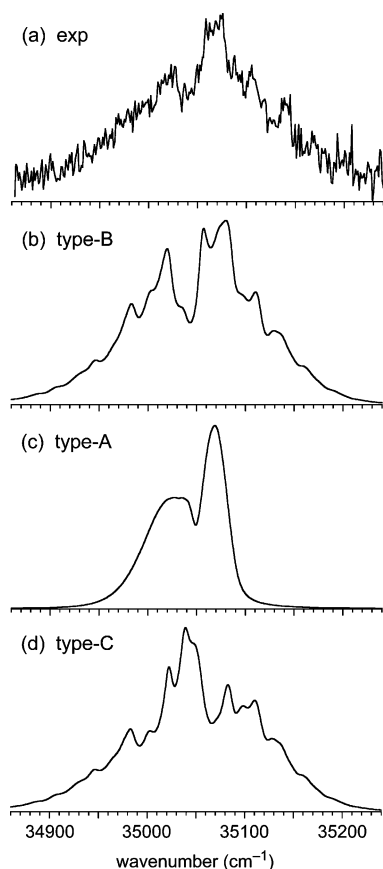 (a) exp
(b) type-B
(c) type-A
(d) type-C
34900 35000 35100 35200
wavenumber (cm⁻¹)